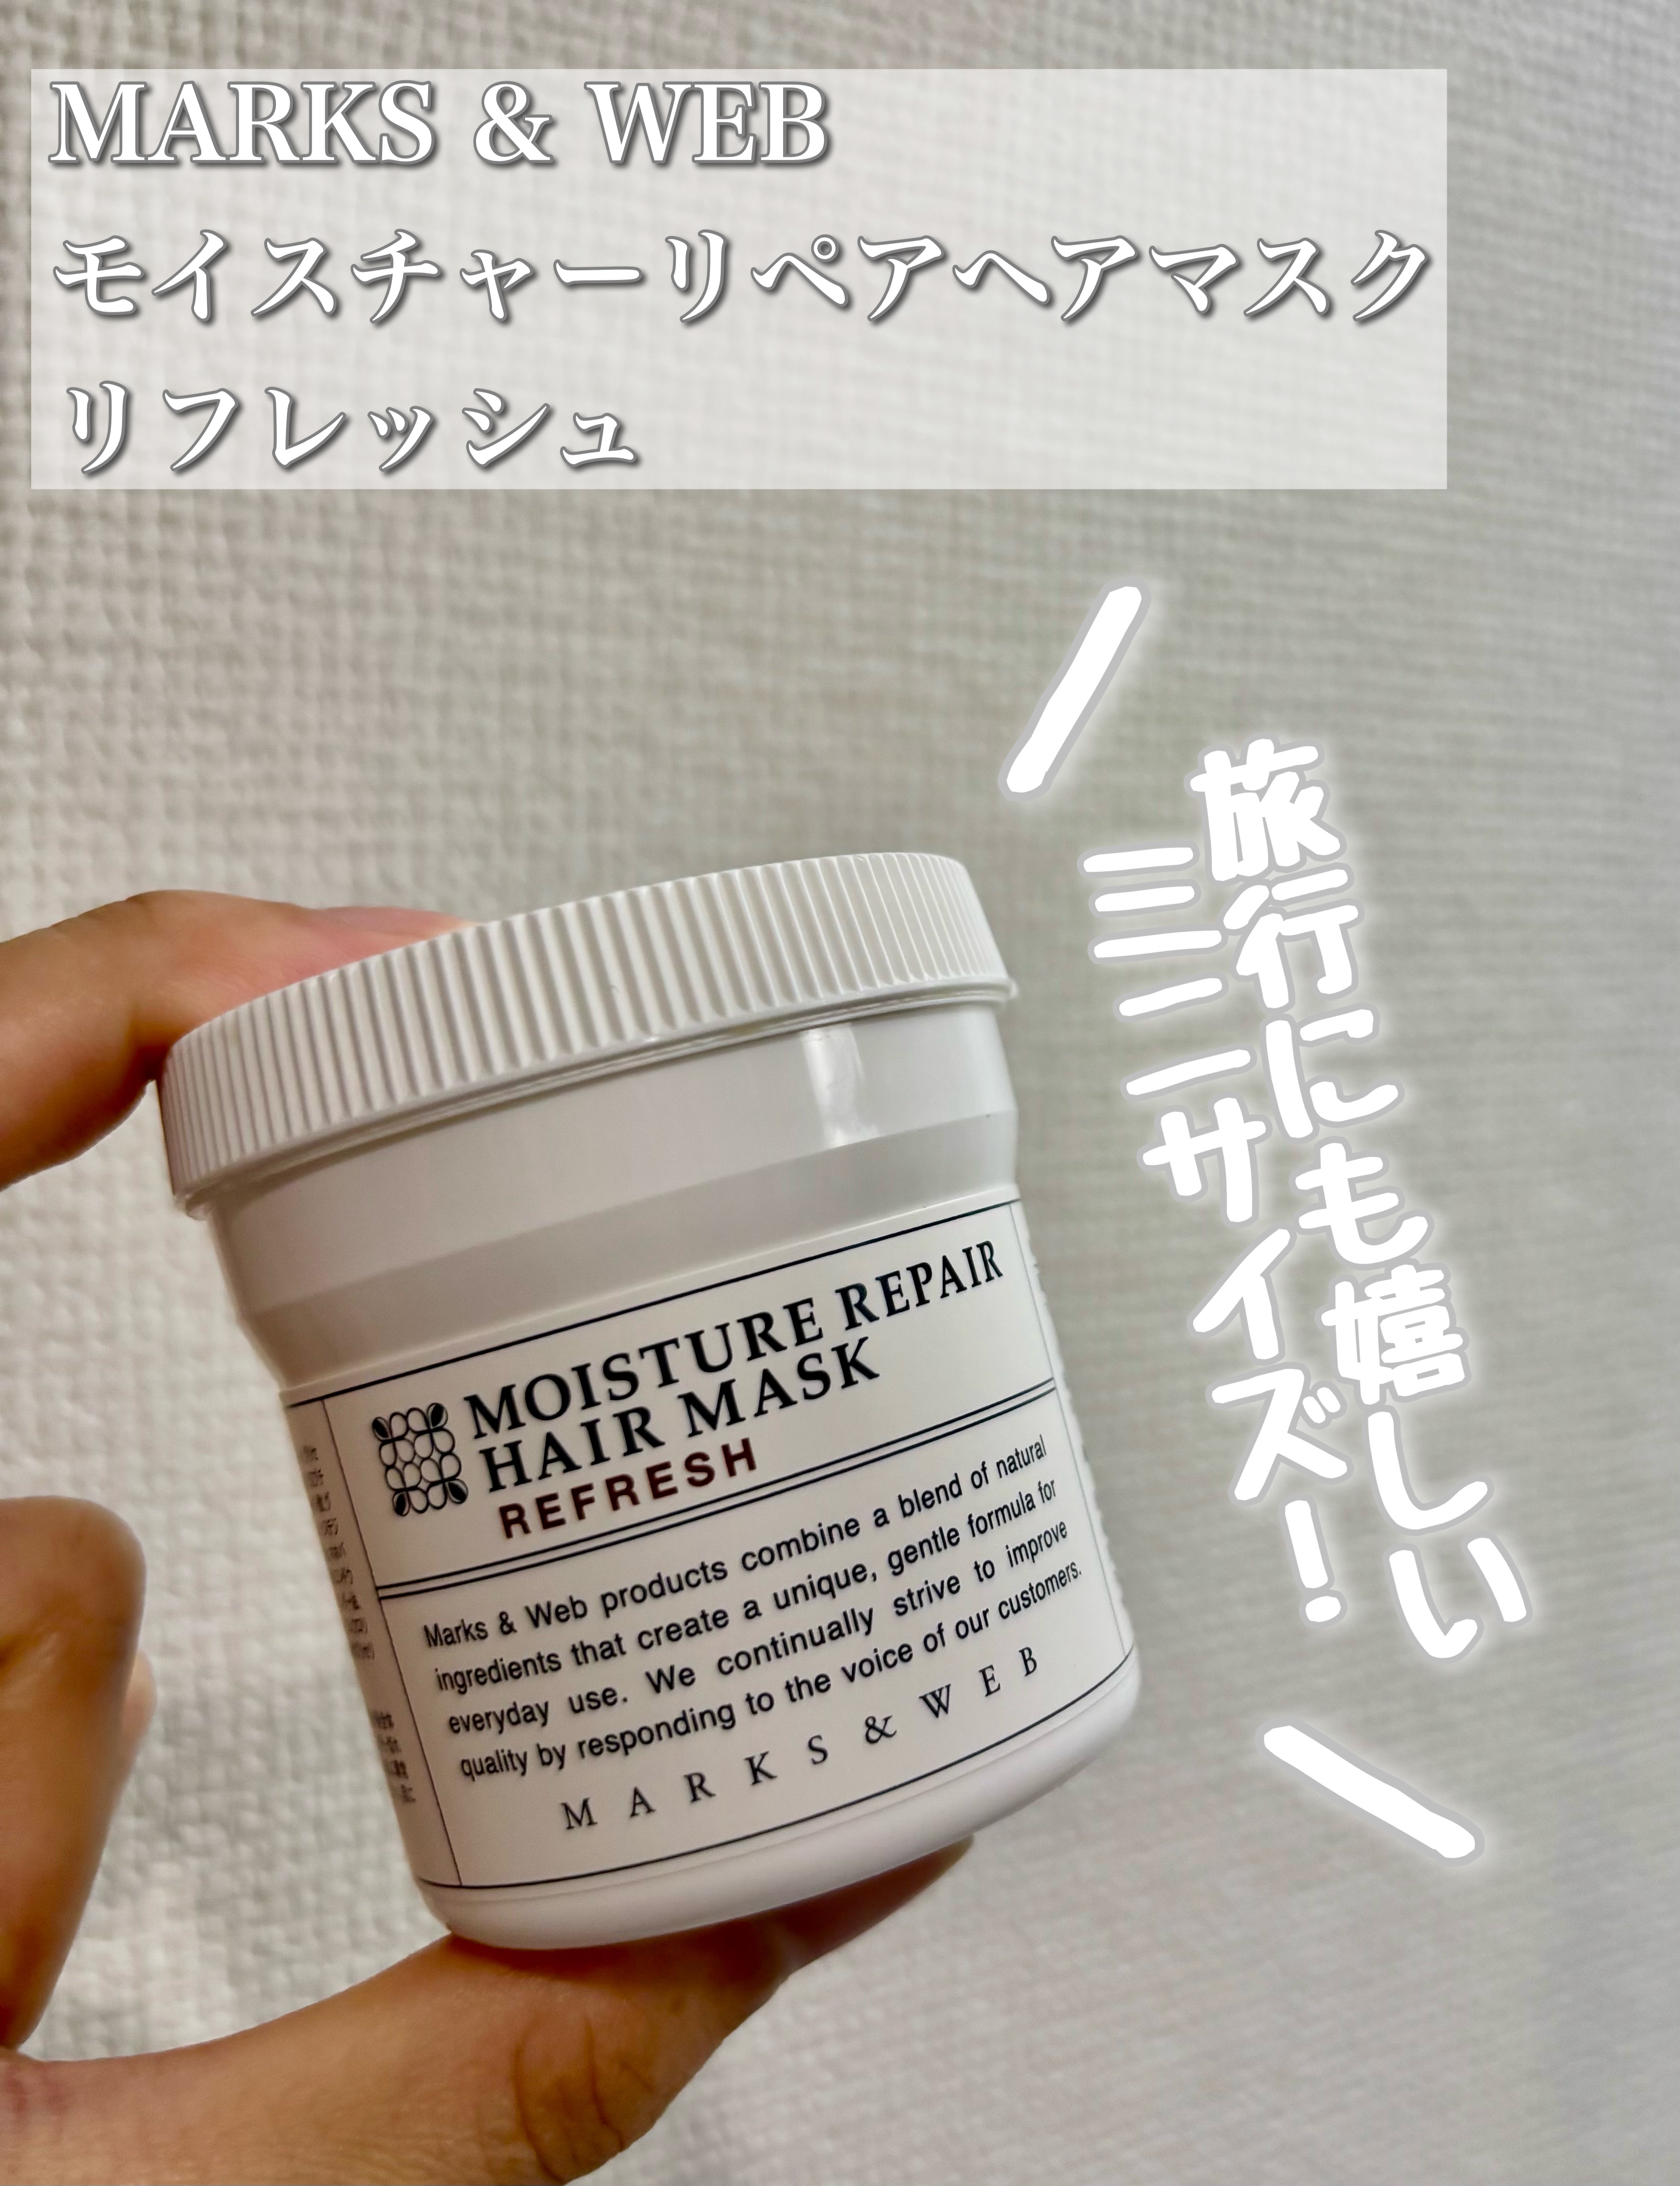 MARKS & WEB
モイスチャーリペアヘアマスク
リフレッシュ
旅行にも嬉しい
ミニサイズ!
MOISTURE REPAIR
HAIR MASK
REFRESH
Marks & Web products combine a blend of natural
ingredients that create a unique, gentle formula for
everyday use. We continually strive to improve
quality by responding to the voice of our customers.
MARKS & WEB